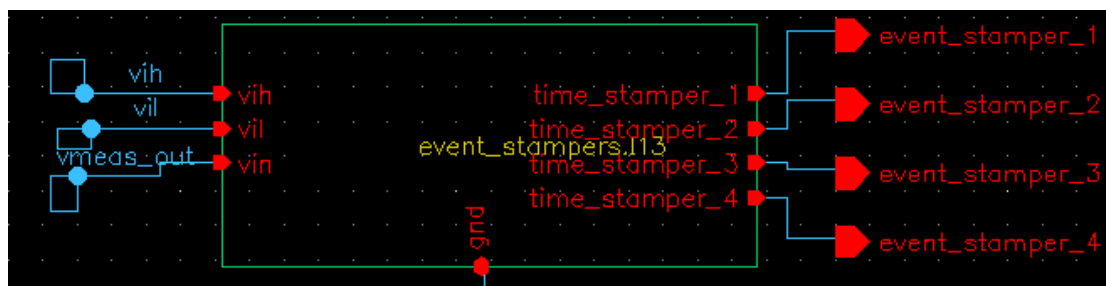 event_stamper_1
vih
vih
time_stamper_1
vil
vil
time_stamper_2
event_stamper_2
event_stampers.I13
vmeas_out
vin
time_stamper_3
event_stamper_3
time_stamper_4
gnd
event_stamper_4